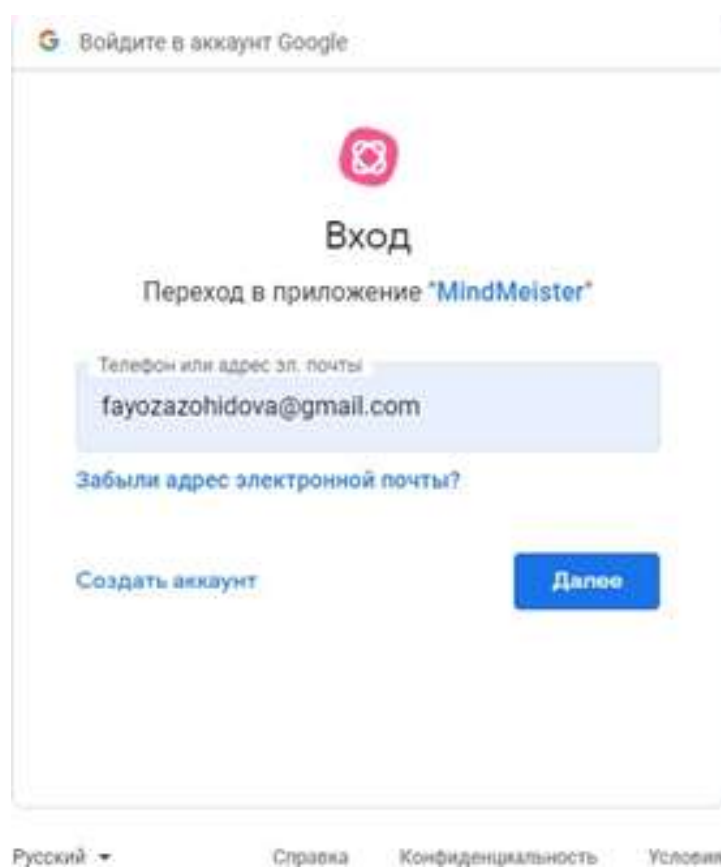 Войдите в аккаунт Google
Вход
Переход в приложение "MindMeister"
Телефон или адрес эл. почты
fayozazohidova@gmail.com
Забыли адрес электронной почты?
Создать аккаунт
Далее
Русский
Справка
Конфиденциальность
Условия